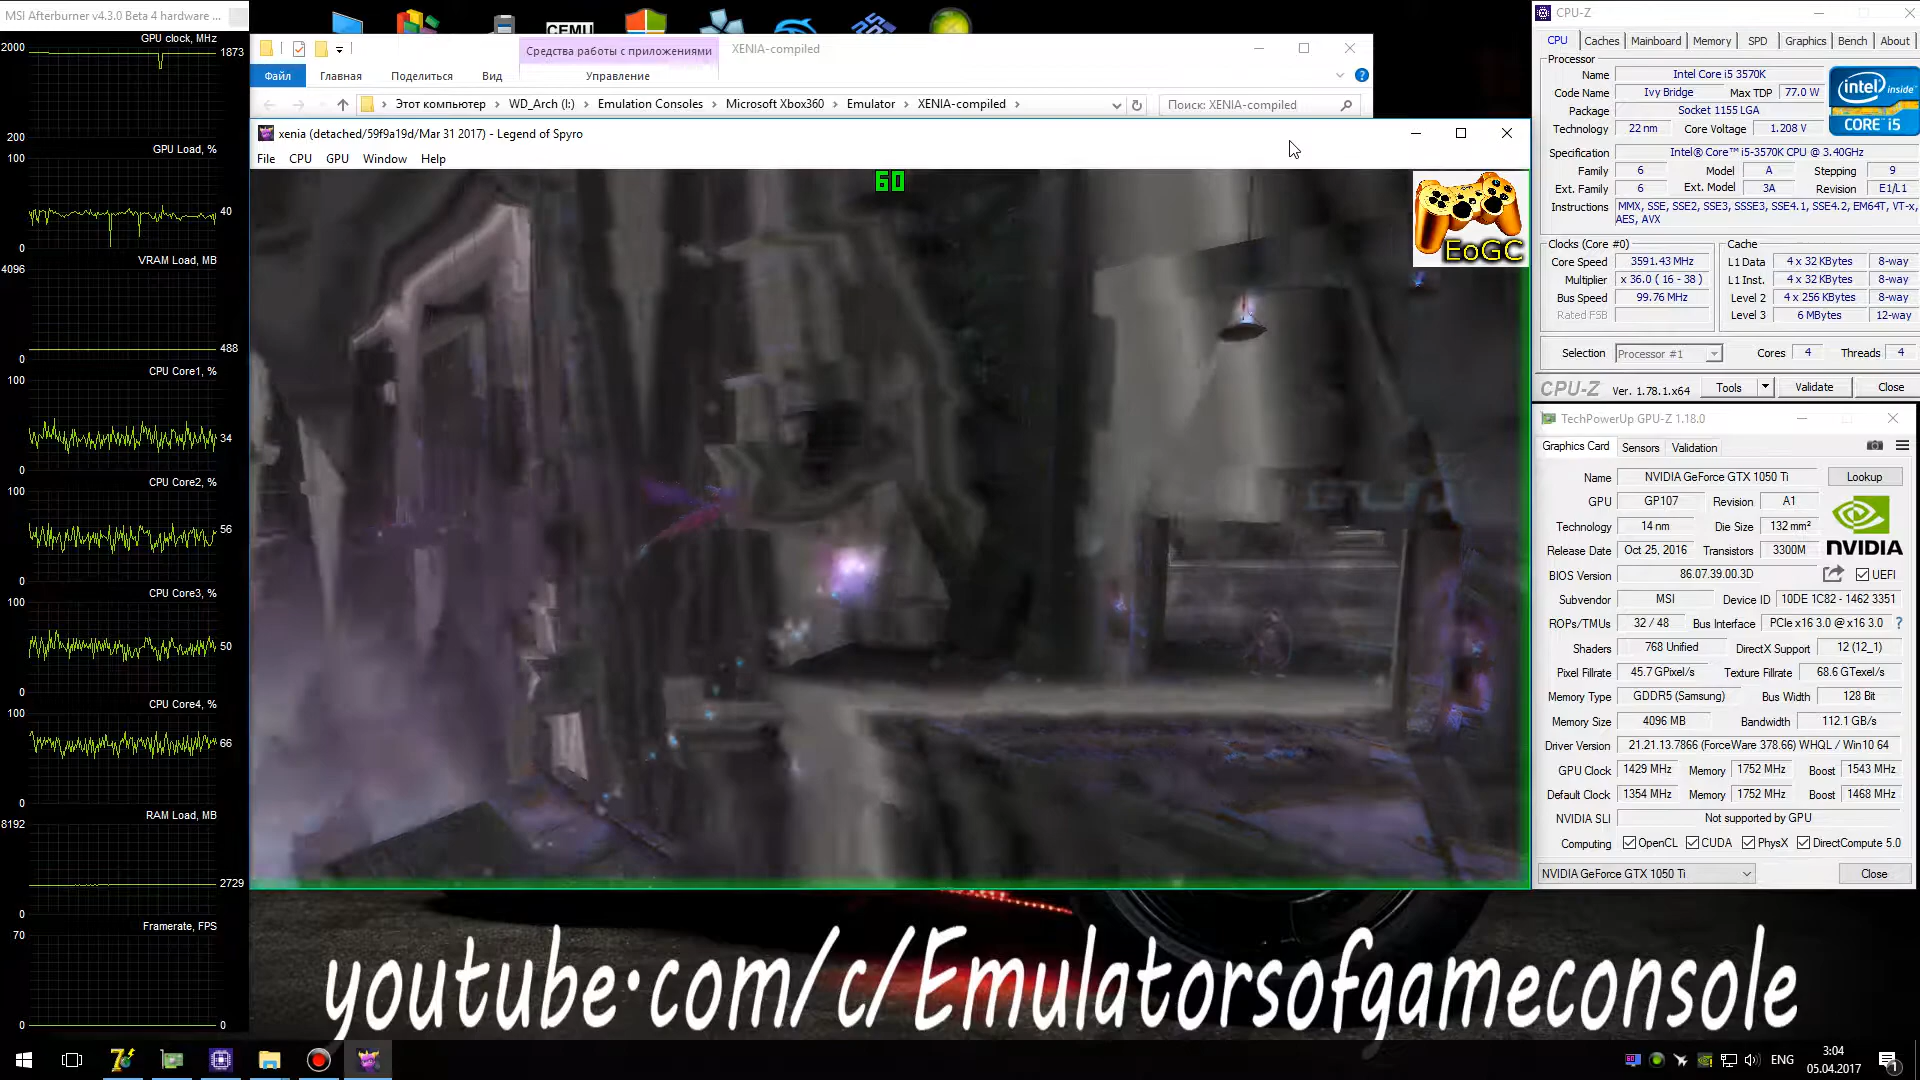 MSI Afterburner v4.3.0 Beta 4 hardware ...
GPU clock, MHz
2000
1873
200
GPU Load, %
100
40
0
VRAM Load, MB
4096
488
0
CPU Core1, %
100
34
0
CPU Core2, %
100
56
0
CPU Core3, %
100
50
0
CPU Core4, %
100
66
0
RAM Load, MB
8192
2729
0
Framerate, FPS
70
0
0
CEMU
Средства работы с приложениями
XENIA-compiled
Файл
Главная
Поделиться
Вид
Управление
Этот компьютер > WD_Arch (I:) > Emulation Consoles > Microsoft Xbox360 > Emulator > XENIA-compiled >
Поиск: XENIA-compiled
xenia (detached/59f9a19d/Mar 31 2017) - Legend of Spyro
File CPU GPU Window Help
60
EoGC
youtube.com/c/Emulatorsofgameconsole
CPU-Z
CPU Caches Mainboard Memory SPD Graphics Bench About
Processor
Name Intel Core i5 3570K
Code Name Ivy Bridge Max TDP 77.0 W
Package Socket 1155 LGA
Technology 22 nm Core Voltage 1.208 V
intel inside
CORE i5
Specification Intel® Core™ i5-3570K CPU @ 3.40GHz
Family 6 Model A Stepping 9
Ext. Family 6 Ext. Model 3A Revision E1/L1
Instructions MMX, SSE, SSE2, SSE3, SSSE3, SSE4.1, SSE4.2, EM64T, VT-x,
AES, AVX
Clocks (Core #0)
Core Speed 3591.43 MHz
Multiplier x 36.0 ( 16 - 38 )
Bus Speed 99.76 MHz
Rated FSB
Cache
L1 Data 4 x 32 KBytes 8-way
L1 Inst. 4 x 32 KBytes 8-way
Level 2 4 x 256 KBytes 8-way
Level 3 6 MBytes 12-way
Selection Processor #1 Cores 4 Threads 4
CPU-Z Ver. 1.78.1.x64 Tools Validate Close
TechPowerUp GPU-Z 1.18.0
Graphics Card Sensors Validation
Name NVIDIA GeForce GTX 1050 Ti Lookup
GPU GP107 Revision A1
Technology 14 nm Die Size 132 mm²
Release Date Oct 25, 2016 Transistors 3300M
NVIDIA
BIOS Version 86.07.39.00.3D UEFI
Subvendor MSI Device ID 10DE 1C82 - 1462 3351
ROPs/TMUs 32 / 48 Bus Interface PCIe x16 3.0 @ x16 3.0 ?
Shaders 768 Unified DirectX Support 12 (12_1)
Pixel Fillrate 45.7 GPixel/s Texture Fillrate 68.6 GTexel/s
Memory Type GDDR5 (Samsung) Bus Width 128 Bit
Memory Size 4096 MB Bandwidth 112.1 GB/s
Driver Version 21.21.13.7866 (ForceWare 378.66) WHQL / Win10 64
GPU Clock 1429 MHz Memory 1752 MHz Boost 1543 MHz
Default Clock 1354 MHz Memory 1752 MHz Boost 1468 MHz
NVIDIA SLI Not supported by GPU
Computing OpenCL CUDA PhysX DirectCompute 5.0
NVIDIA GeForce GTX 1050 Ti Close
ENG
3:04
05.04.2017
1